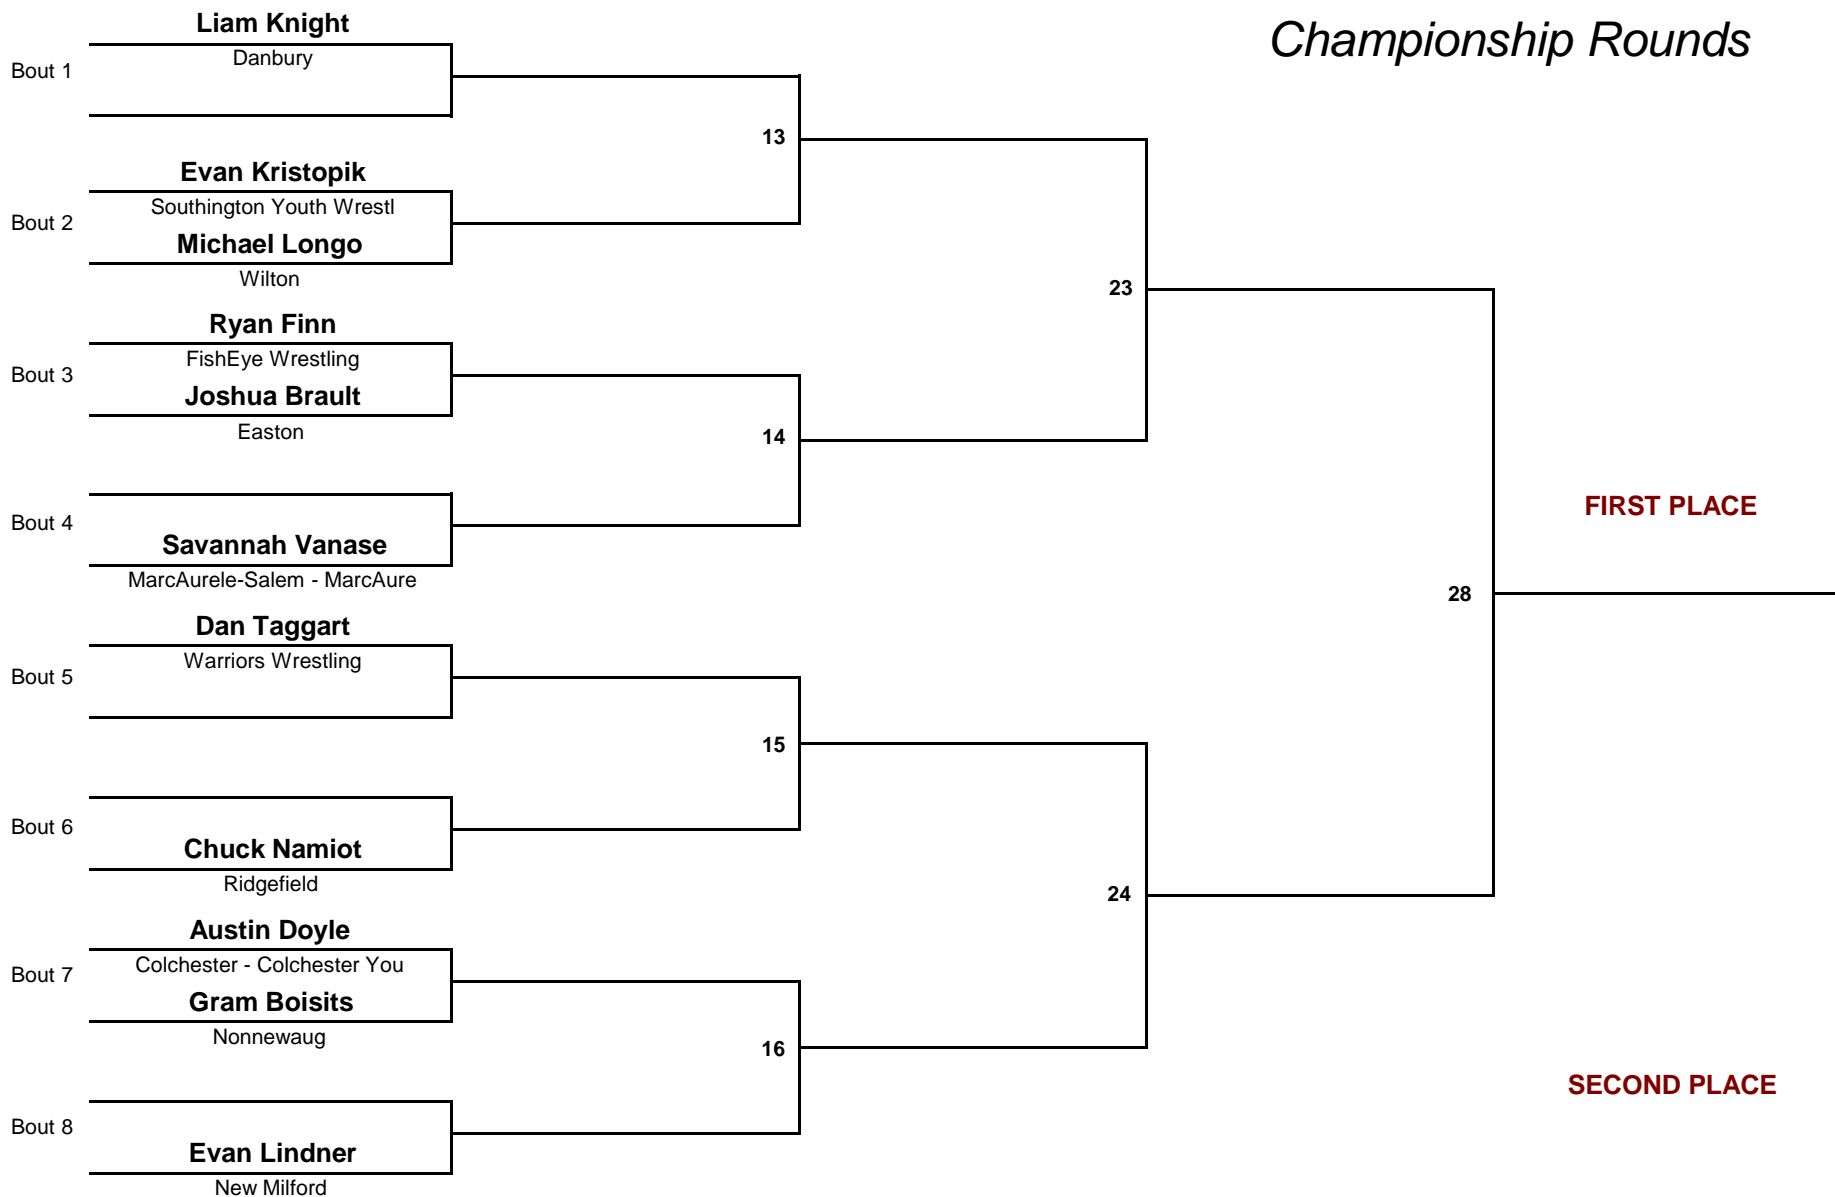 Championship Rounds
Liam Knight
Danbury
Bout 1
13
Evan Kristopik
Southington Youth Wrestl
Bout 2
Michael Longo
Wilton
23
Ryan Finn
FishEye Wrestling
Bout 3
Joshua Brault
Easton
14
Bout 4
Savannah Vanase
MarcAurele-Salem - MarcAure
FIRST PLACE
28
Dan Taggart
Warriors Wrestling
Bout 5
15
Bout 6
Chuck Namiot
Ridgefield
24
Austin Doyle
Colchester - Colchester You
Bout 7
Gram Boisits
Nonnewaug
16
SECOND PLACE
Bout 8
Evan Lindner
New Milford